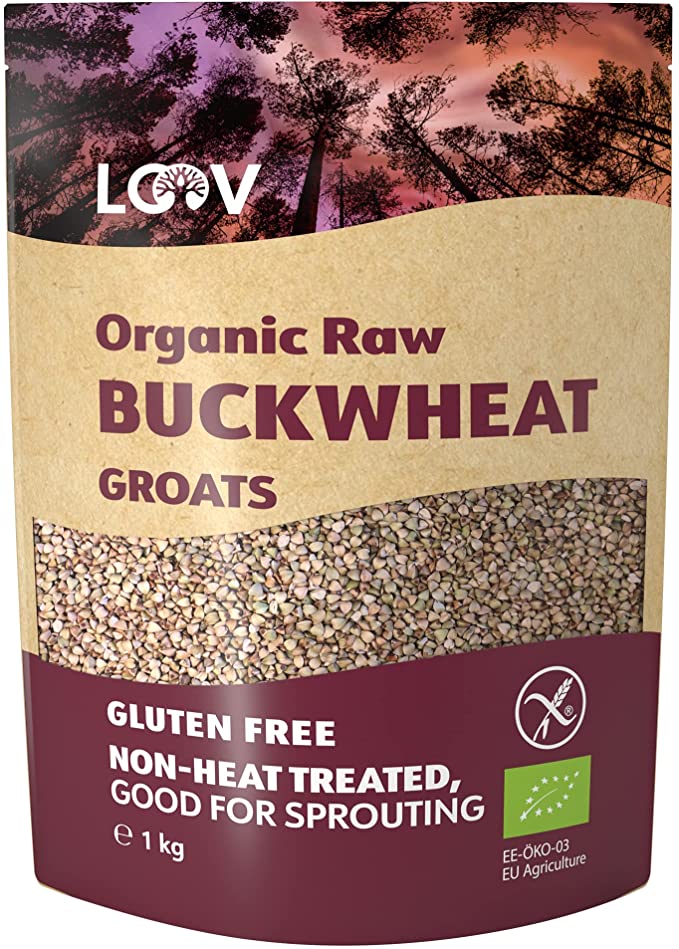 LOOV
Organic Raw
BUCKWHEAT
GROATS
GLUTEN FREE
NON-HEAT TREATED,
GOOD FOR SPROUTING
℮ 1 kg
®
EE-ÖKO-03
EU Agriculture